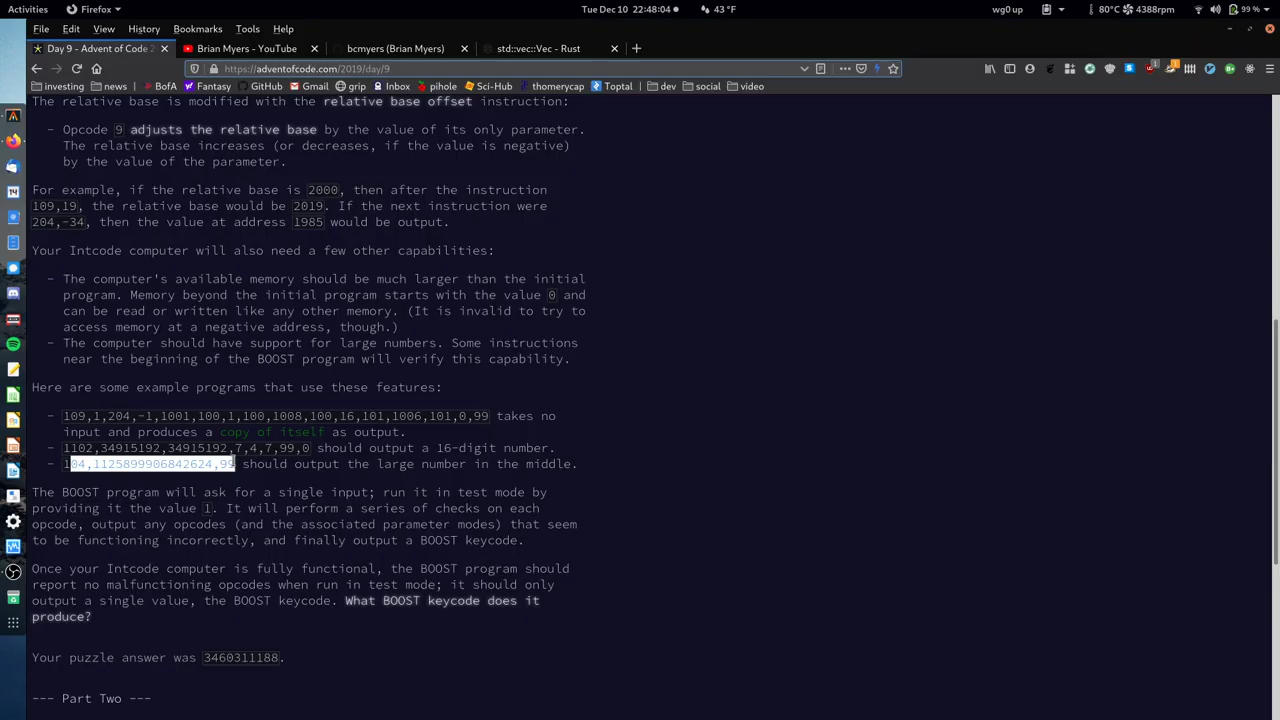 Activities Firefox Tue Dec 10 22:48:04 43 °F wg0 up 80°C 4388rpm 99 %
File Edit View History Bookmarks Tools Help
Day 9 - Advent of Code 2 Brian Myers - YouTube bcmyers (Brian Myers) std::vec::Vec - Rust
https://adventofcode.com/2019/day/9
investing news BofA Fantasy GitHub Gmail grip Inbox pihole Sci-Hub thomerycap Toptal dev social video
The relative base is modified with the relative base offset instruction:
- Opcode 9 adjusts the relative base by the value of its only parameter.
The relative base increases (or decreases, if the value is negative)
by the value of the parameter.
For example, if the relative base is 2000, then after the instruction
109,19, the relative base would be 2019. If the next instruction were
204,-34, then the value at address 1985 would be output.
Your Intcode computer will also need a few other capabilities:
- The computer's available memory should be much larger than the initial
program. Memory beyond the initial program starts with the value 0 and
can be read or written like any other memory. (It is invalid to try to
access memory at a negative address, though.)
- The computer should have support for large numbers. Some instructions
near the beginning of the BOOST program will verify this capability.
Here are some example programs that use these features:
- 109,1,204,-1,1001,100,1,100,1008,100,16,101,1006,101,0,99 takes no
input and produces a copy of itself as output.
- 1102,34915192,34915192,7,4,7,99,0 should output a 16-digit number.
- 104,1125899906842624,99 should output the large number in the middle.
The BOOST program will ask for a single input; run it in test mode by
providing it the value 1. It will perform a series of checks on each
opcode, output any opcodes (and the associated parameter modes) that seem
to be functioning incorrectly, and finally output a BOOST keycode.
Once your Intcode computer is fully functional, the BOOST program should
report no malfunctioning opcodes when run in test mode; it should only
output a single value, the BOOST keycode. What BOOST keycode does it
produce?
Your puzzle answer was 3460311188.
--- Part Two ---